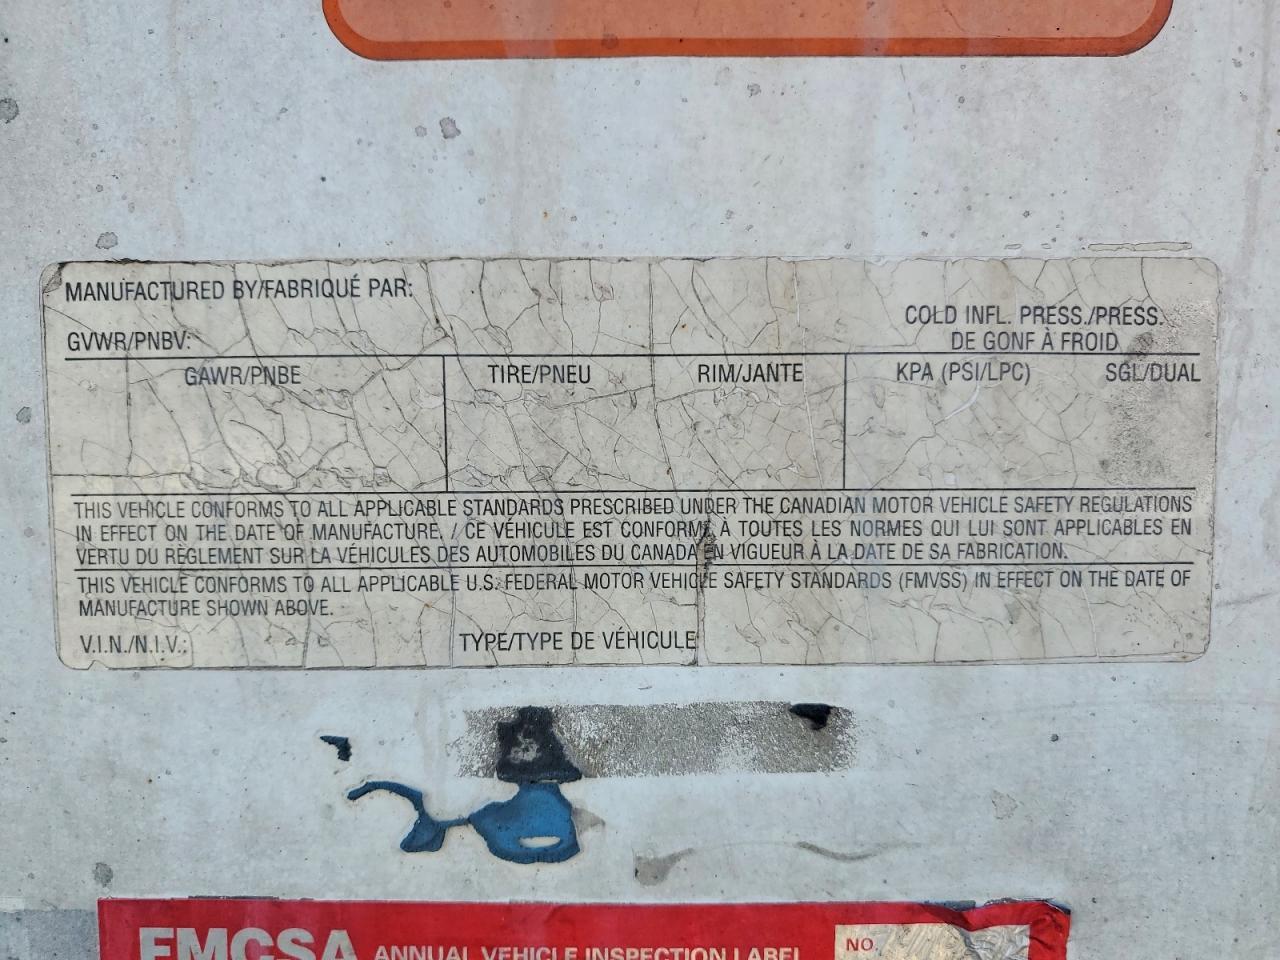 MANUFACTURED BY/FABRIQUÉ PAR:
GVWR/PNBV:
COLD INFL. PRESS./PRESS.
DE GONF À FROID
GAWR/PNBE TIRE/PNEU RIM/JANTE KPA (PSI/LPC) SGL/DUAL
THIS VEHICLE CONFORMS TO ALL APPLICABLE STANDARDS PRESCRIBED UNDER THE CANADIAN MOTOR VEHICLE SAFETY REGULATIONS
IN EFFECT ON THE DATE OF MANUFACTURE. / CE VÉHICULE EST CONFORME À TOUTES LES NORMES QUI LUI SONT APPLICABLES EN
VERTU DU RÈGLEMENT SUR LA VÉHICULES DES AUTOMOBILES DU CANADA EN VIGUEUR À LA DATE DE SA FABRICATION.
THIS VEHICLE CONFORMS TO ALL APPLICABLE U.S. FEDERAL MOTOR VEHICLE SAFETY STANDARDS (FMVSS) IN EFFECT ON THE DATE OF
MANUFACTURE SHOWN ABOVE.
V.I.N./N.I.V.: TYPE/TYPE DE VÉHICULE
FMCSA ANNUAL VEHICLE INSPECTION LABEL NO.